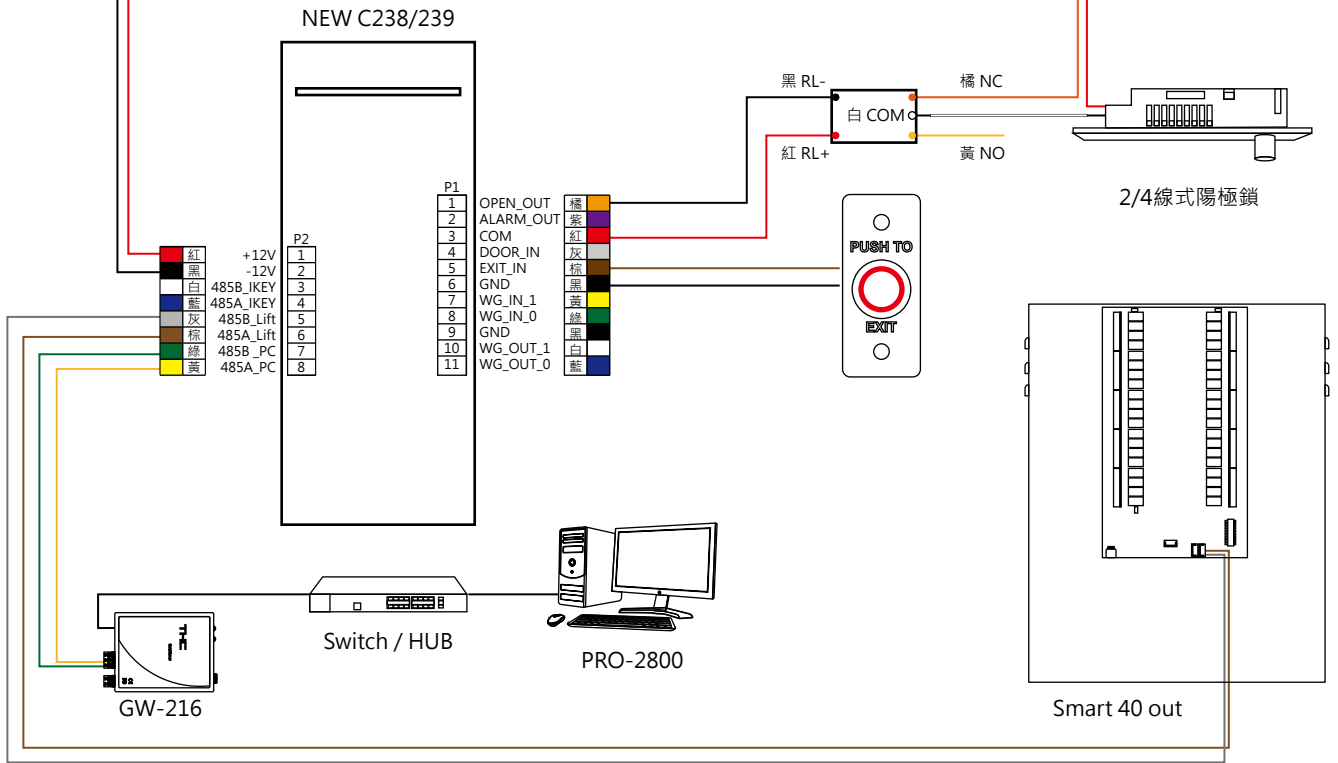 NEW C238/239
黑 RL-
橘 NC
白 COM
紅 RL+
黃 NO
2/4線式陽極鎖
P1
1 OPEN_OUT 橘
2 ALARM_OUT 紫
3 COM 紅
4 DOOR_IN 灰
5 EXIT_IN 棕
6 GND 黑
7 WG_IN_1 黃
8 WG_IN_0 綠
9 GND 黑
10 WG_OUT_1 白
11 WG_OUT_0 藍
P2
紅 +12V 1
黑 -12V 2
白 485B_IKEY 3
藍 485A_IKEY 4
灰 485B_Lift 5
棕 485A_Lift 6
綠 485B_PC 7
黃 485A_PC 8
PUSH TO
EXIT
Switch / HUB
PRO-2800
THC
GW-216
Smart 40 out